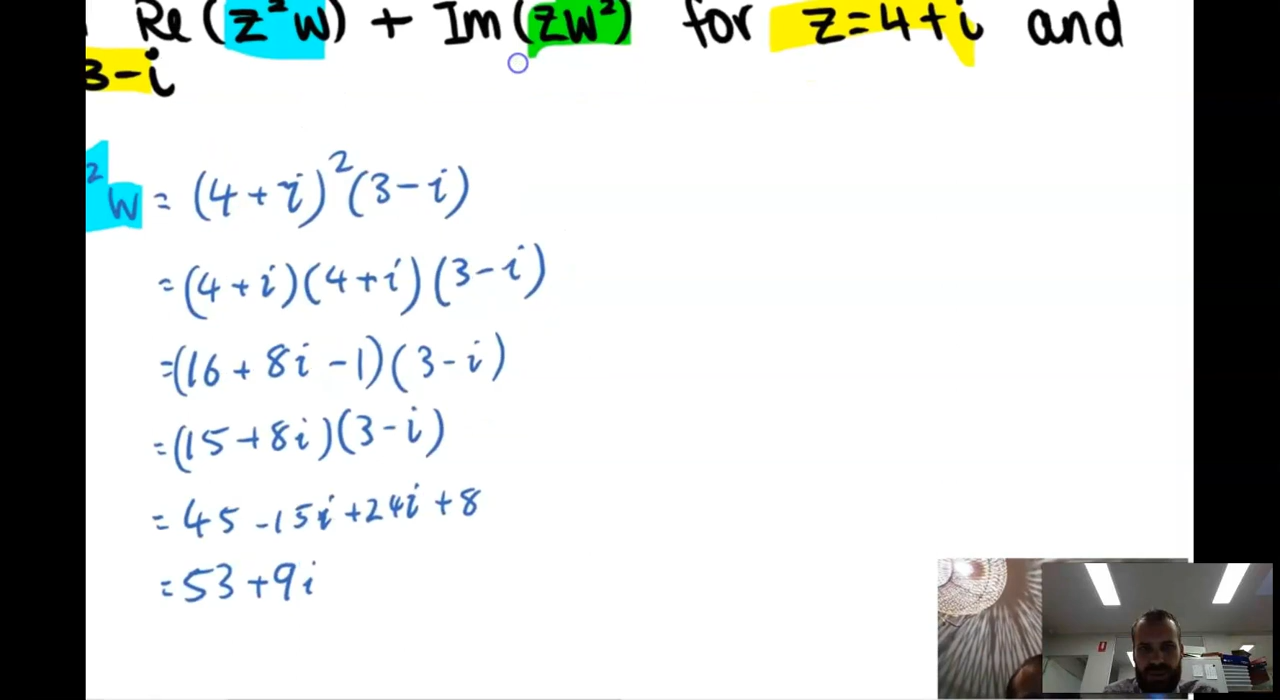 Re (z²w) + Im (zw²) for z=4+i and
3-i
²w = (4+i)²(3-i)
=(4+i)(4+i)(3-i)
=(16+8i-1)(3-i)
=(15+8i)(3-i)
=45-15i+24i+8
=53+9i